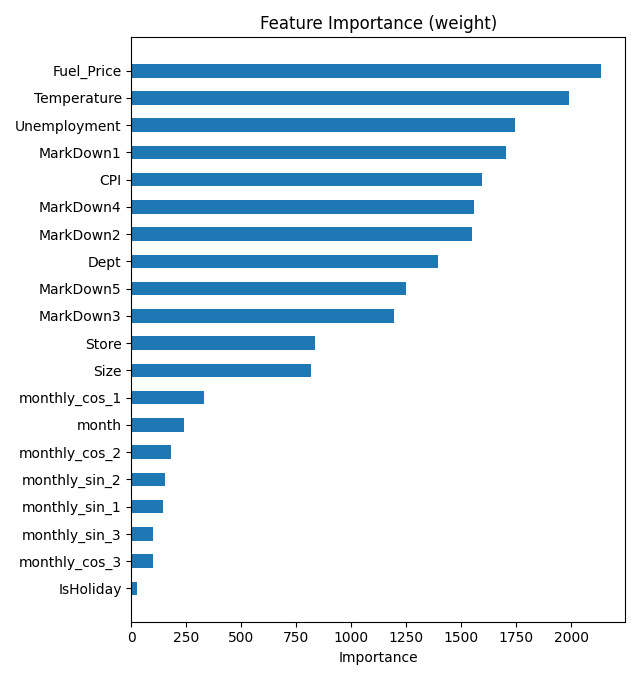 Feature Importance (weight)
Fuel_Price
Temperature
Unemployment
MarkDown1
CPI
MarkDown4
MarkDown2
Dept
MarkDown5
MarkDown3
Store
Size
monthly_cos_1
month
monthly_cos_2
monthly_sin_2
monthly_sin_1
monthly_sin_3
monthly_cos_3
IsHoliday
0 250 500 750 1000 1250 1500 1750 2000
Importance